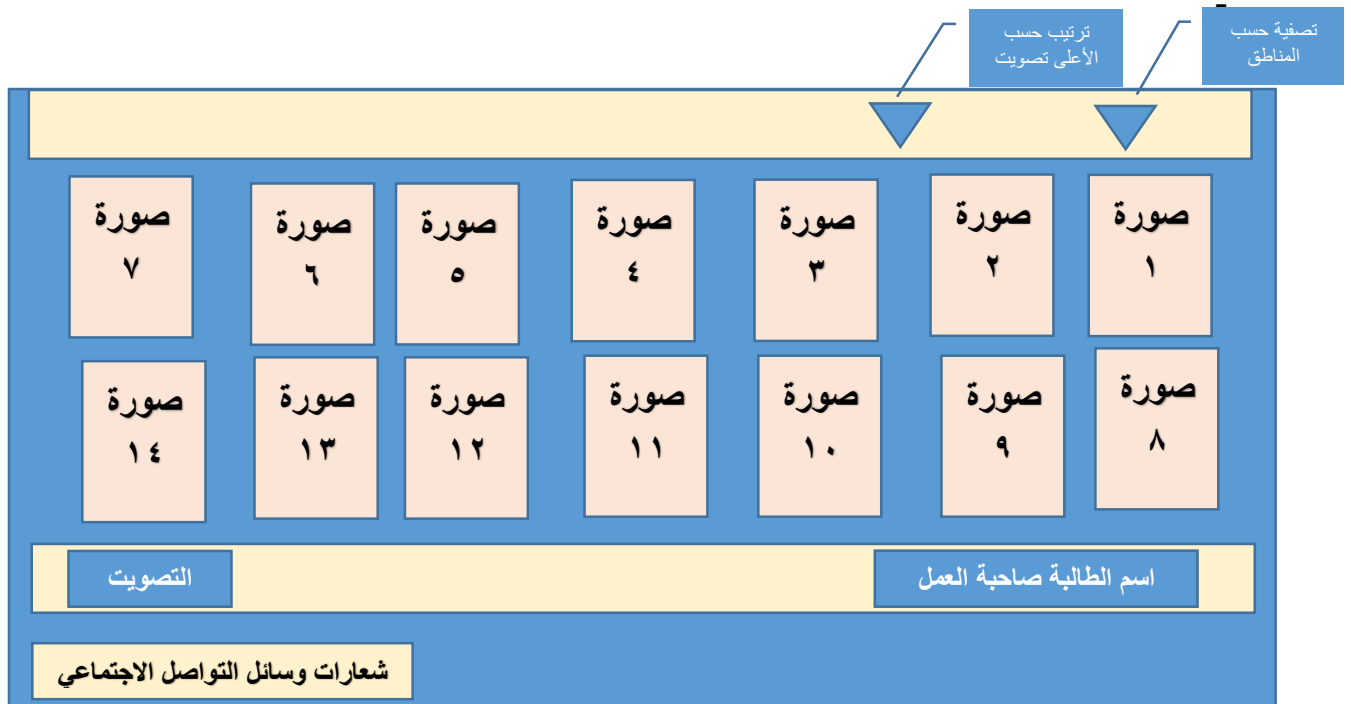 تصفية حسب
المناطق
ترتيب حسب
الأعلى تصويت
صورة
١
صورة
٢
صورة
٣
صورة
٤
صورة
٥
صورة
٦
صورة
٧
صورة
٨
صورة
٩
صورة
١٠
صورة
١١
صورة
١٢
صورة
١٣
صورة
١٤
اسم الطالبة صاحبة العمل
التصويت
شعارات وسائل التواصل الاجتماعي